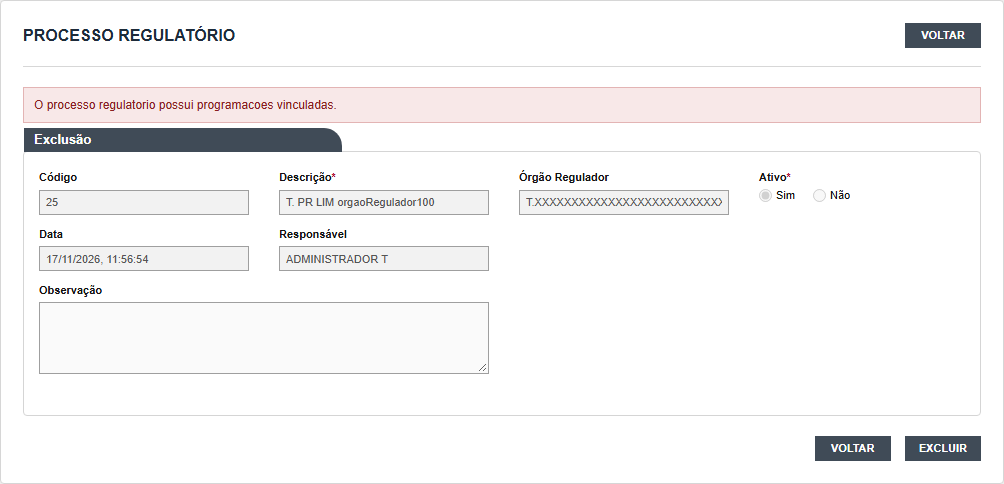 PROCESSO REGULATÓRIO VOLTAR
O processo regulatorio possui programacoes vinculadas.
Exclusão
Código Descrição* Órgão Regulador Ativo*
25 T. PR LIM orgaoRegulador100 T.XXXXXXXXXXXXXXXXXXXXXXXXXX Sim Não
Data Responsável
17/11/2026, 11:56:54 ADMINISTRADOR T
Observação
VOLTAR EXCLUIR